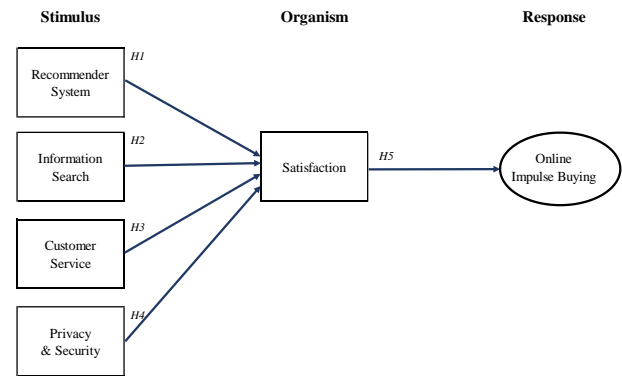 Stimulus Organism Response
H1
Recommender
System
H2
Information
Search
Satisfaction
H5
Online
Impulse Buying
H3
Customer
Service
H4
Privacy
& Security